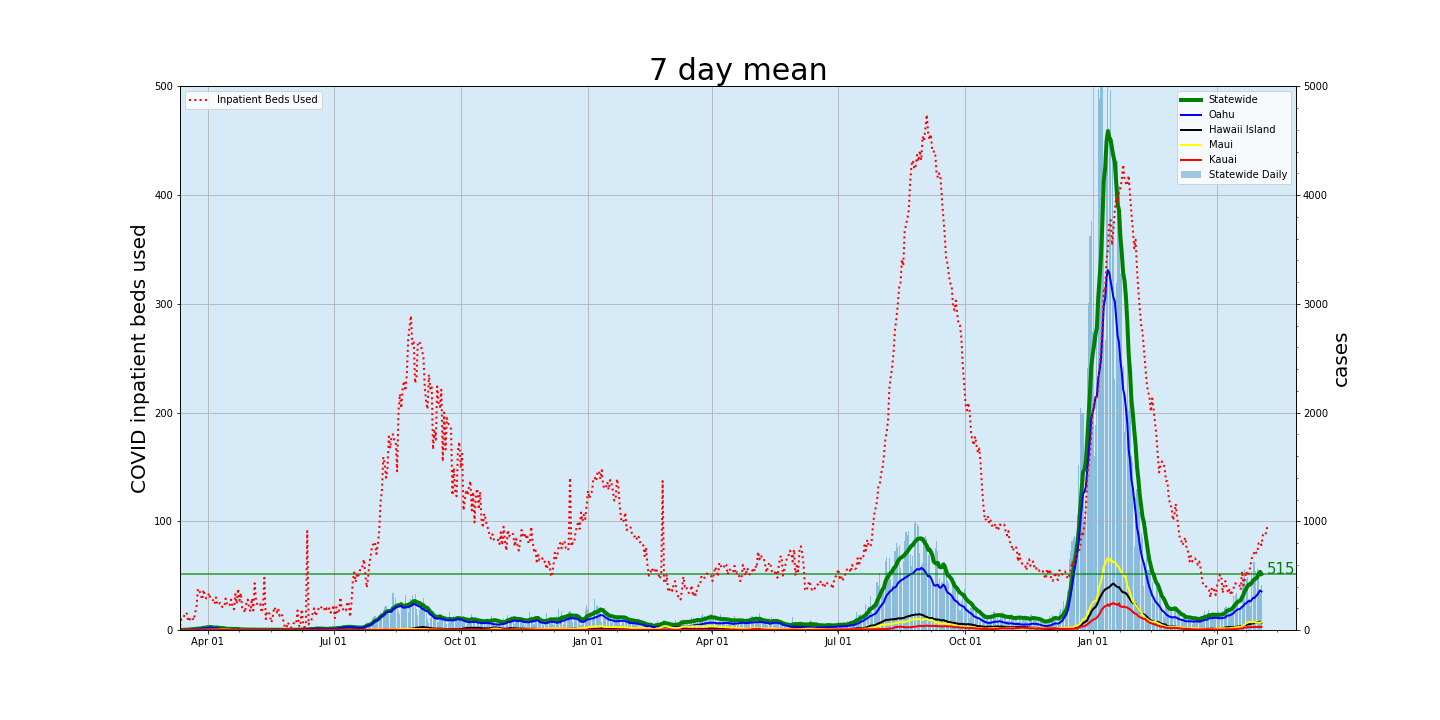 7 day mean
COVID inpatient beds used
500
400
300
200
100
0
Inpatient Beds Used
Statewide
Oahu
Hawaii Island
Maui
Kauai
Statewide Daily
5000
4000
3000
2000
1000
0
cases
515
Apr 01
Jul 01
Oct 01
Jan 01
Apr 01
Jul 01
Oct 01
Jan 01
Apr 01